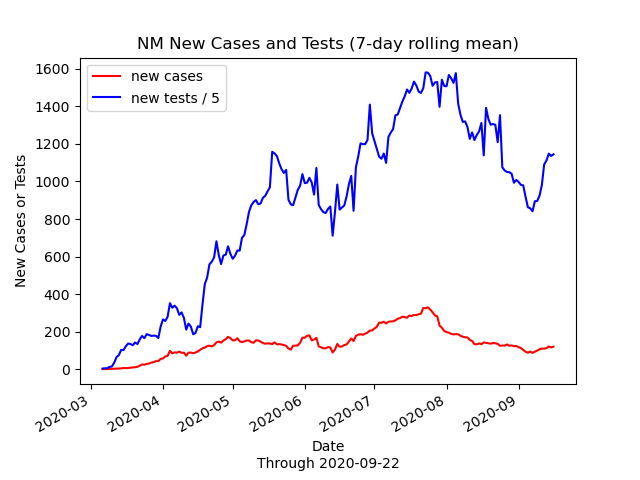 NM New Cases and Tests (7-day rolling mean)
new cases
new tests / 5
New Cases or Tests
1600
1400
1200
1000
800
600
400
200
0
2020-03
2020-04
2020-05
2020-06
2020-07
2020-08
2020-09
Date
Through 2020-09-22